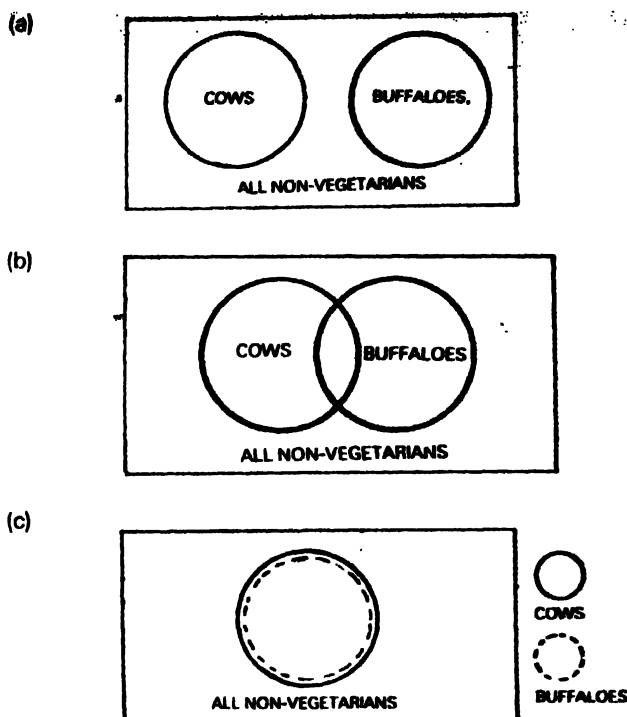 (a)
COWS
BUFFALOES.
ALL NON-VEGETARIANS
(b)
COWS
BUFFALOES
ALL NON-VEGETARIANS
(c)
COWS
BUFFALOES
ALL NON-VEGETARIANS